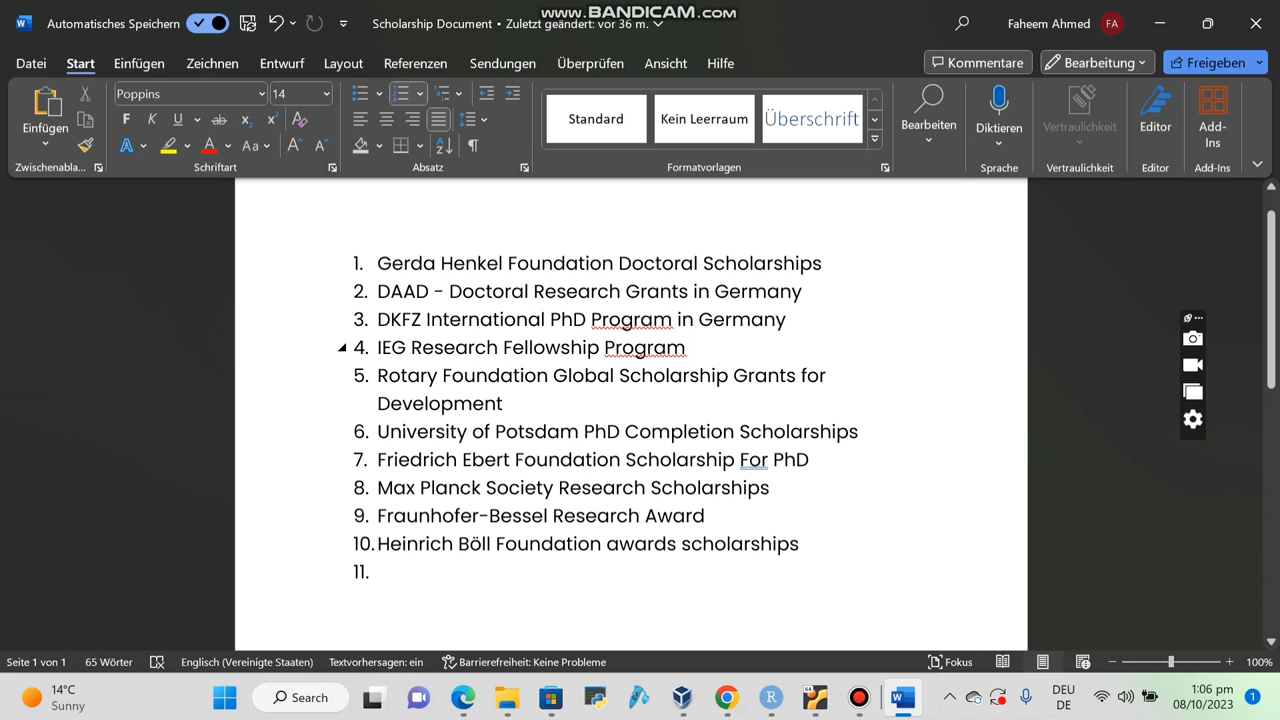 www.BANDICAM.com
Automatisches Speichern
Scholarship Document • Zuletzt geändert: vor 36 m.
Faheem Ahmed
FA
Datei Start Einfügen Zeichnen Entwurf Layout Referenzen Sendungen Überprüfen Ansicht Hilfe
Kommentare
Bearbeitung
Freigeben
Einfügen
Poppins
14
F K U ab x₂ x²
A A Aa A A
Standard
Kein Leerraum
Überschrift
Bearbeiten
Diktieren
Vertraulichkeit
Editor
Add-
Ins
Zwischenabla... Schriftart Absatz Formatvorlagen Sprache Vertraulichkeit Editor Add-Ins
1. Gerda Henkel Foundation Doctoral Scholarships
2. DAAD - Doctoral Research Grants in Germany
3. DKFZ International PhD Program in Germany
4. IEG Research Fellowship Program
5. Rotary Foundation Global Scholarship Grants for
Development
6. University of Potsdam PhD Completion Scholarships
7. Friedrich Ebert Foundation Scholarship For PhD
8. Max Planck Society Research Scholarships
9. Fraunhofer-Bessel Research Award
10. Heinrich Böll Foundation awards scholarships
11.
Seite 1 von 1 65 Wörter Englisch (Vereinigte Staaten) Textvorhersagen: ein Barrierefreiheit: Keine Probleme Fokus 100%
14°C
Sunny
Search
DEU
DE
1:06 pm
08/10/2023
1